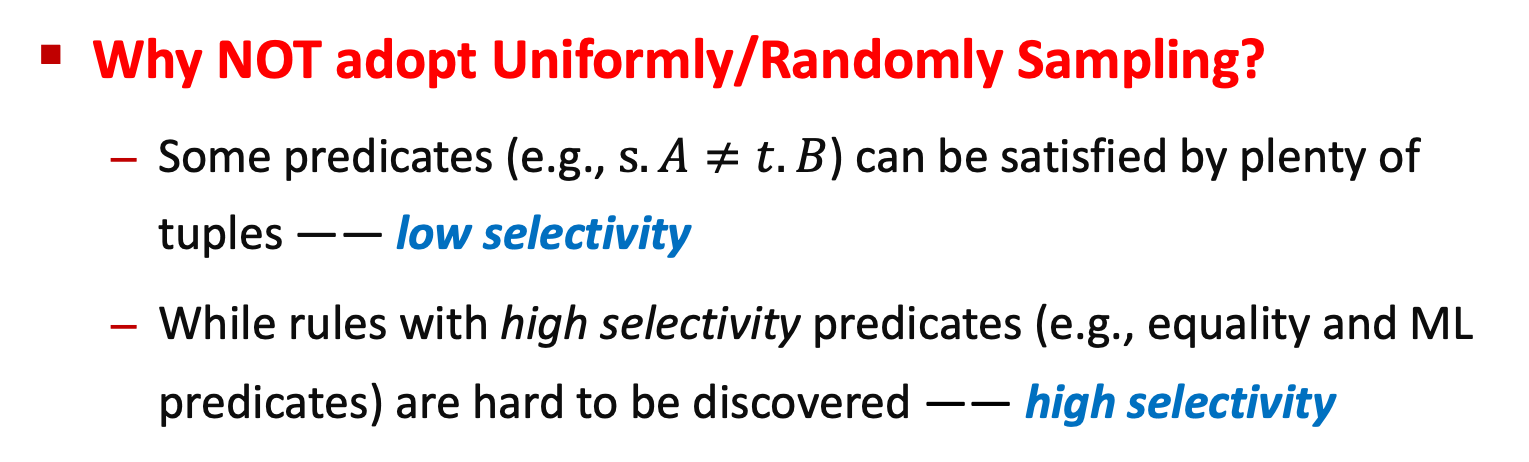 ▪ Why NOT adopt Uniformly/Randomly Sampling?
– Some predicates (e.g., s. A ≠ t. B) can be satisfied by plenty of
tuples —— low selectivity
– While rules with high selectivity predicates (e.g., equality and ML
predicates) are hard to be discovered —— high selectivity